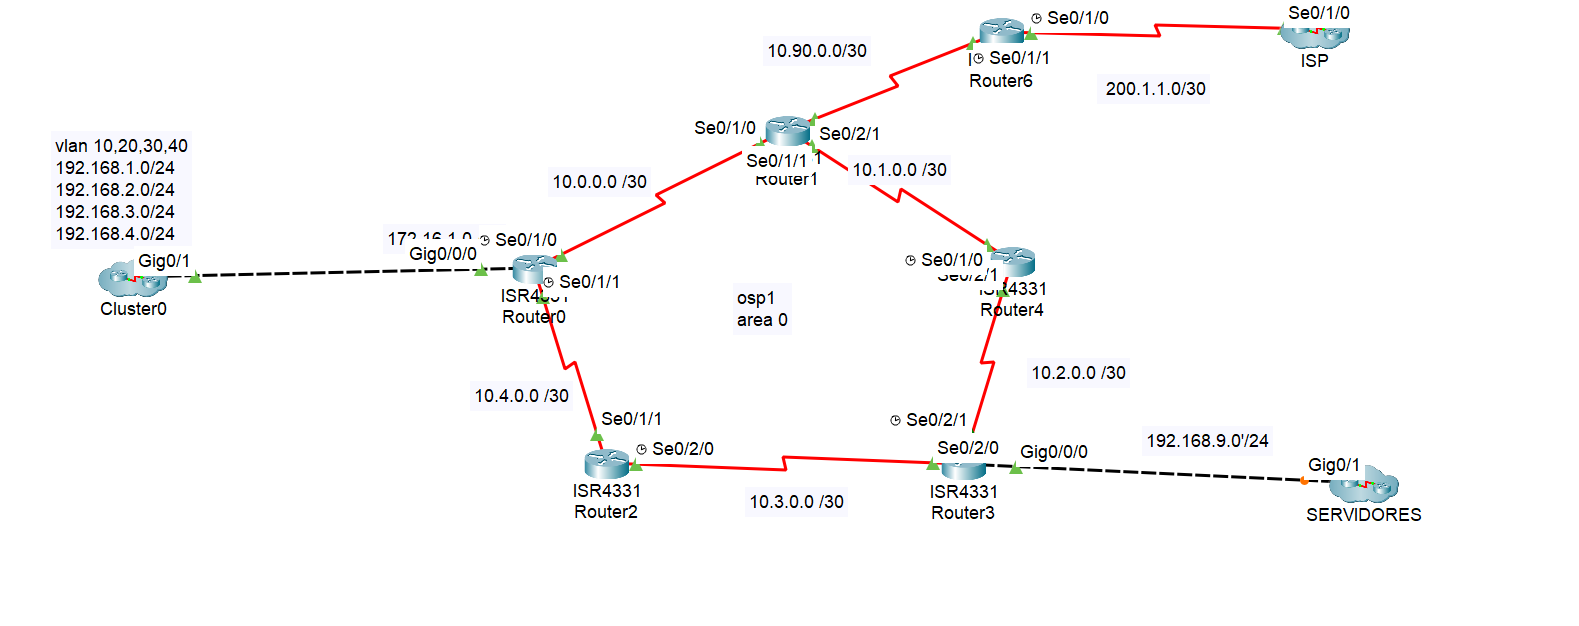 Se0/1/0
Se0/1/0
ISP
10.90.0.0/30
Se0/1/1
Router6
200.1.1.0/30
Se0/1/0
Se0/2/1
Se0/1/1
Router1
10.1.0.0 /30
vlan 10,20,30,40
192.168.1.0/24
192.168.2.0/24
192.168.3.0/24
192.168.4.0/24
10.0.0.0 /30
172.16.1.0
Se0/1/0
Gig0/0/0
Gig0/1
Cluster0
Se0/1/1
Router0
Se0/1/0
Se0/2/1
ISR4331
Router4
osp1
area 0
10.4.0.0 /30
10.2.0.0 /30
Se0/1/1
Se0/2/0
ISR4331
Router2
10.3.0.0 /30
Se0/2/1
Se0/2/0
Gig0/0/0
ISR4331
Router3
192.168.9.0'/24
Gig0/1
SERVIDORES